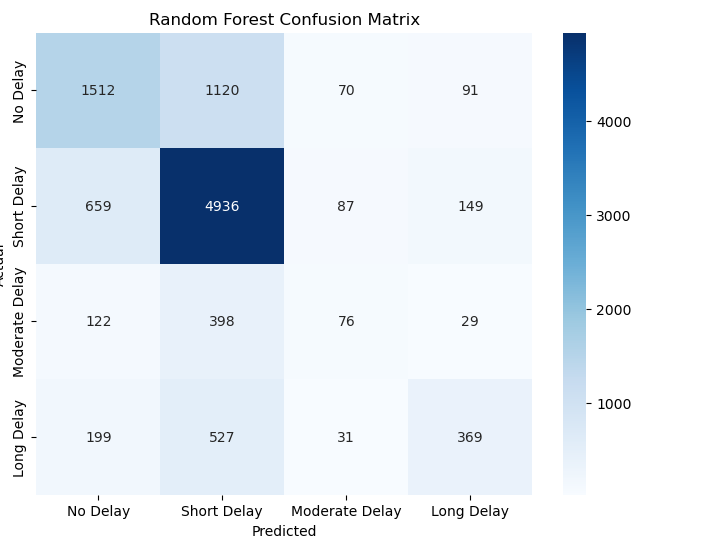 Random Forest Confusion Matrix
No Delay
1512 1120 70 91
Short Delay
659 4936 87 149
Moderate Delay
122 398 76 29
Long Delay
199 527 31 369
No Delay Short Delay Moderate Delay Long Delay
Predicted
4000
3000
2000
1000